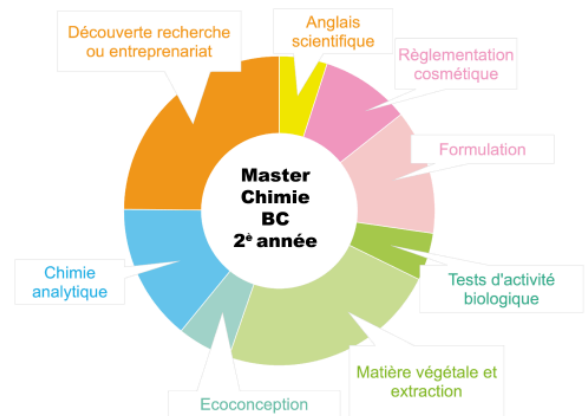 Découverte recherche
ou entreprenariat
Anglais
scientifique
Règlementation
cosmétique
Formulation
Master
Chimie
BC
2è année
Tests d'activité
biologique
Chimie
analytique
Matière végétale et
extraction
Ecoconception